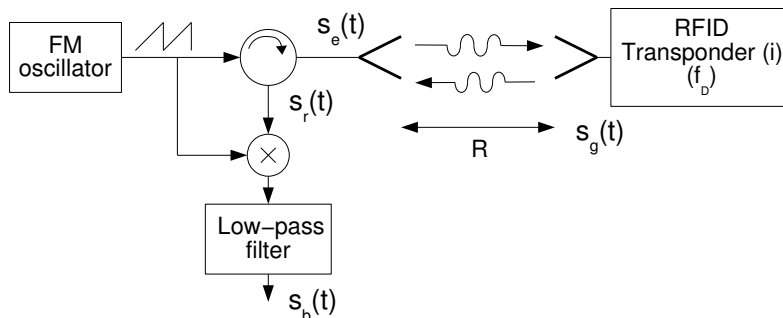 FM
oscillator
s_e(t)
RFID
Transponder (i)
(f_D)
s_r(t)
R
s_g(t)
×
Low-pass
filter
s_b(t)